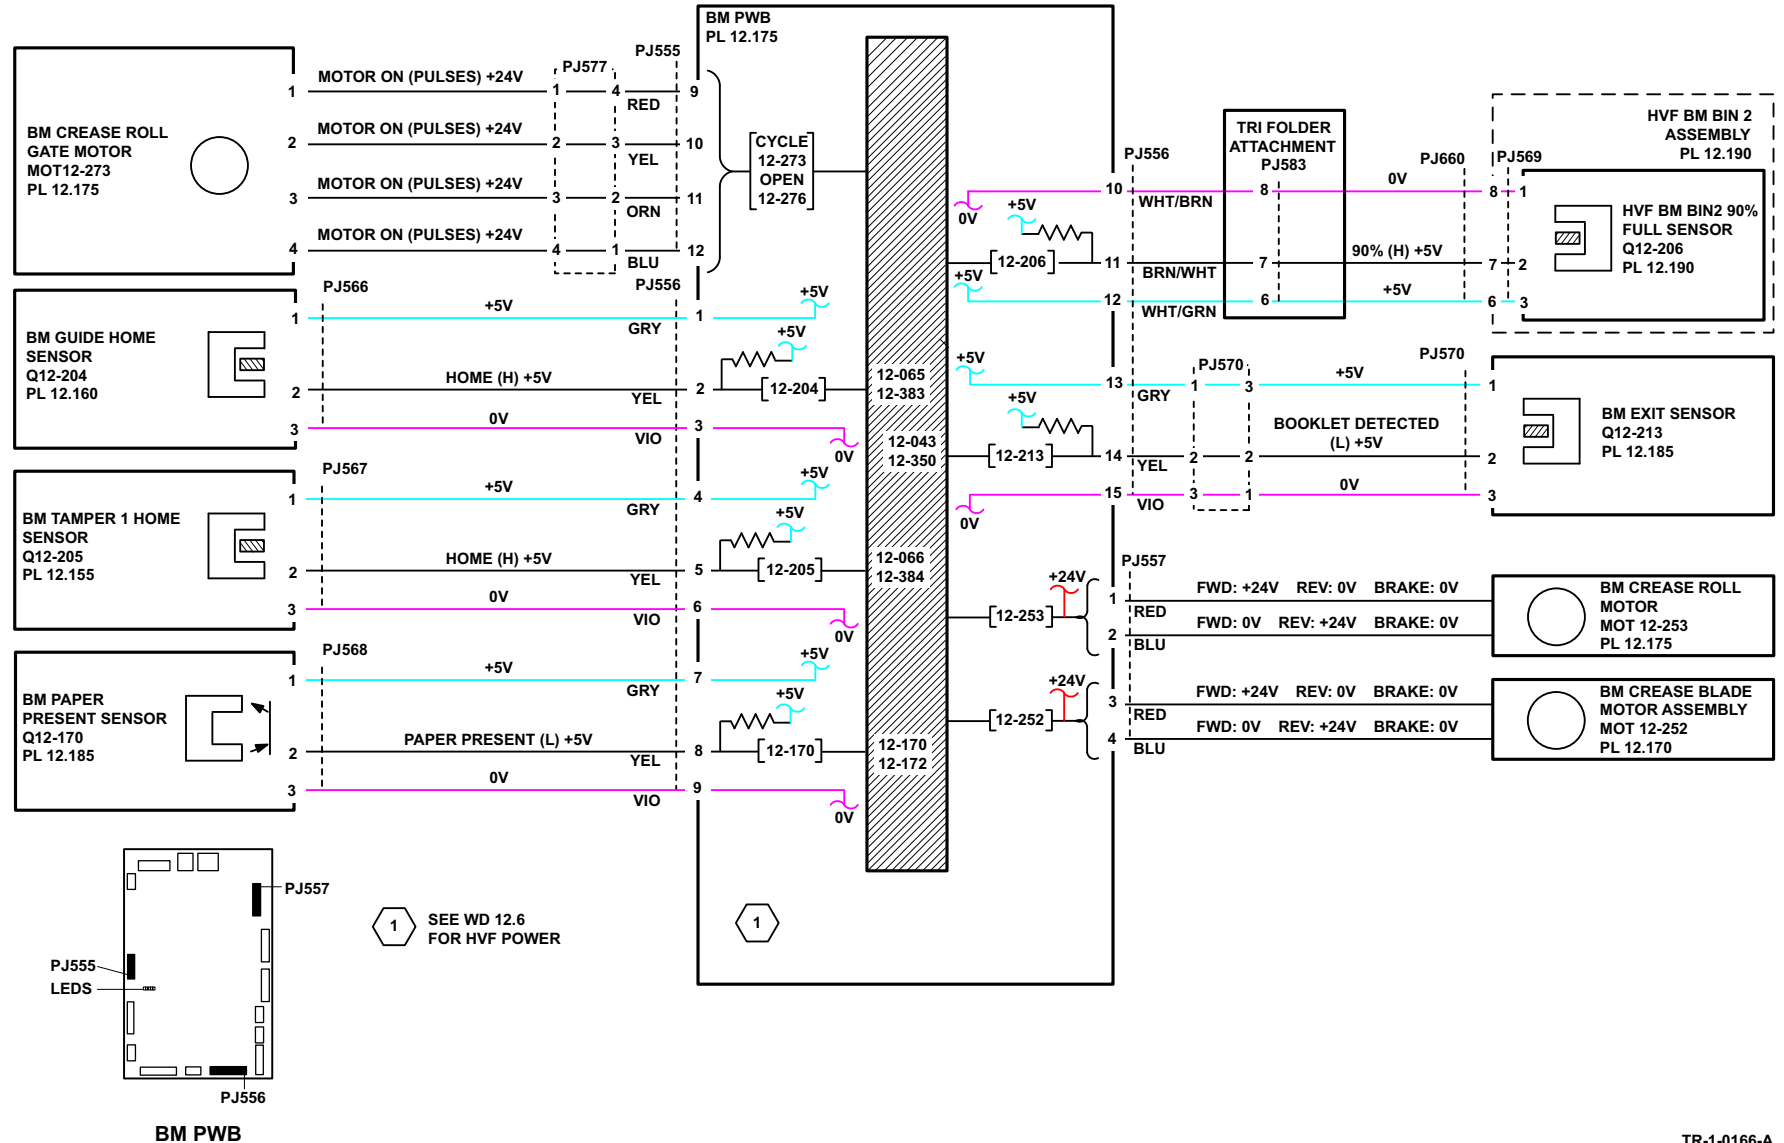 BM PWB
PL 12.175
BM CREASE ROLL
GATE MOTOR
MOT12-273
PL 12.175
1 MOTOR ON (PULSES) +24V 1 4 RED 9
2 MOTOR ON (PULSES) +24V 2 3 YEL 10
3 MOTOR ON (PULSES) +24V 3 2 ORN 11
4 MOTOR ON (PULSES) +24V 4 1 BLU 12
PJ577
PJ555
CYCLE
12-273
OPEN
12-276
BM GUIDE HOME
SENSOR
Q12-204
PL 12.160
PJ566
PJ556
1 +5V GRY 1 +5V
2 HOME (H) +5V YEL 2 12-204 +5V
3 0V VIO 3 0V
BM TAMPER 1 HOME
SENSOR
Q12-205
PL 12.155
PJ567
1 +5V GRY 4 +5V
2 HOME (H) +5V YEL 5 12-205 +5V
3 0V VIO 6 0V
BM PAPER
PRESENT SENSOR
Q12-170
PL 12.185
PJ568
1 +5V GRY 7 +5V
2 PAPER PRESENT (L) +5V YEL 8 12-170 +5V
3 0V VIO 9 0V
12-065
12-383
12-043
12-350
12-066
12-384
12-170
12-172
PJ556
TRI FOLDER
ATTACHMENT
PJ583
PJ660
PJ569
HVF BM BIN 2
ASSEMBLY
PL 12.190
0V 10 WHT/BRN 8 0V 8 1
+5V 12-206 11 BRN/WHT 7 90% (H) +5V 7 2
+5V 12 WHT/GRN 6 +5V 6 3
HVF BM BIN2 90%
FULL SENSOR
Q12-206
PL 12.190
PJ570
PJ570
+5V 13 GRY 1 3 +5V 1
+5V 12-213 14 YEL 2 2 BOOKLET DETECTED
(L) +5V 2
0V 15 VIO 3 1 0V 3
BM EXIT SENSOR
Q12-213
PL 12.185
PJ557
12-253 +24V
1 RED FWD: +24V REV: 0V BRAKE: 0V
2 BLU FWD: 0V REV: +24V BRAKE: 0V
BM CREASE ROLL
MOTOR
MOT 12-253
PL 12.175
12-252 +24V
3 RED FWD: +24V REV: 0V BRAKE: 0V
4 BLU FWD: 0V REV: +24V BRAKE: 0V
BM CREASE BLADE
MOTOR ASSEMBLY
MOT 12-252
PL 12.170
PJ557
PJ555
LEDS
PJ556
BM PWB
1 SEE WD 12.6
FOR HVF POWER
1
TR-1-0166-A